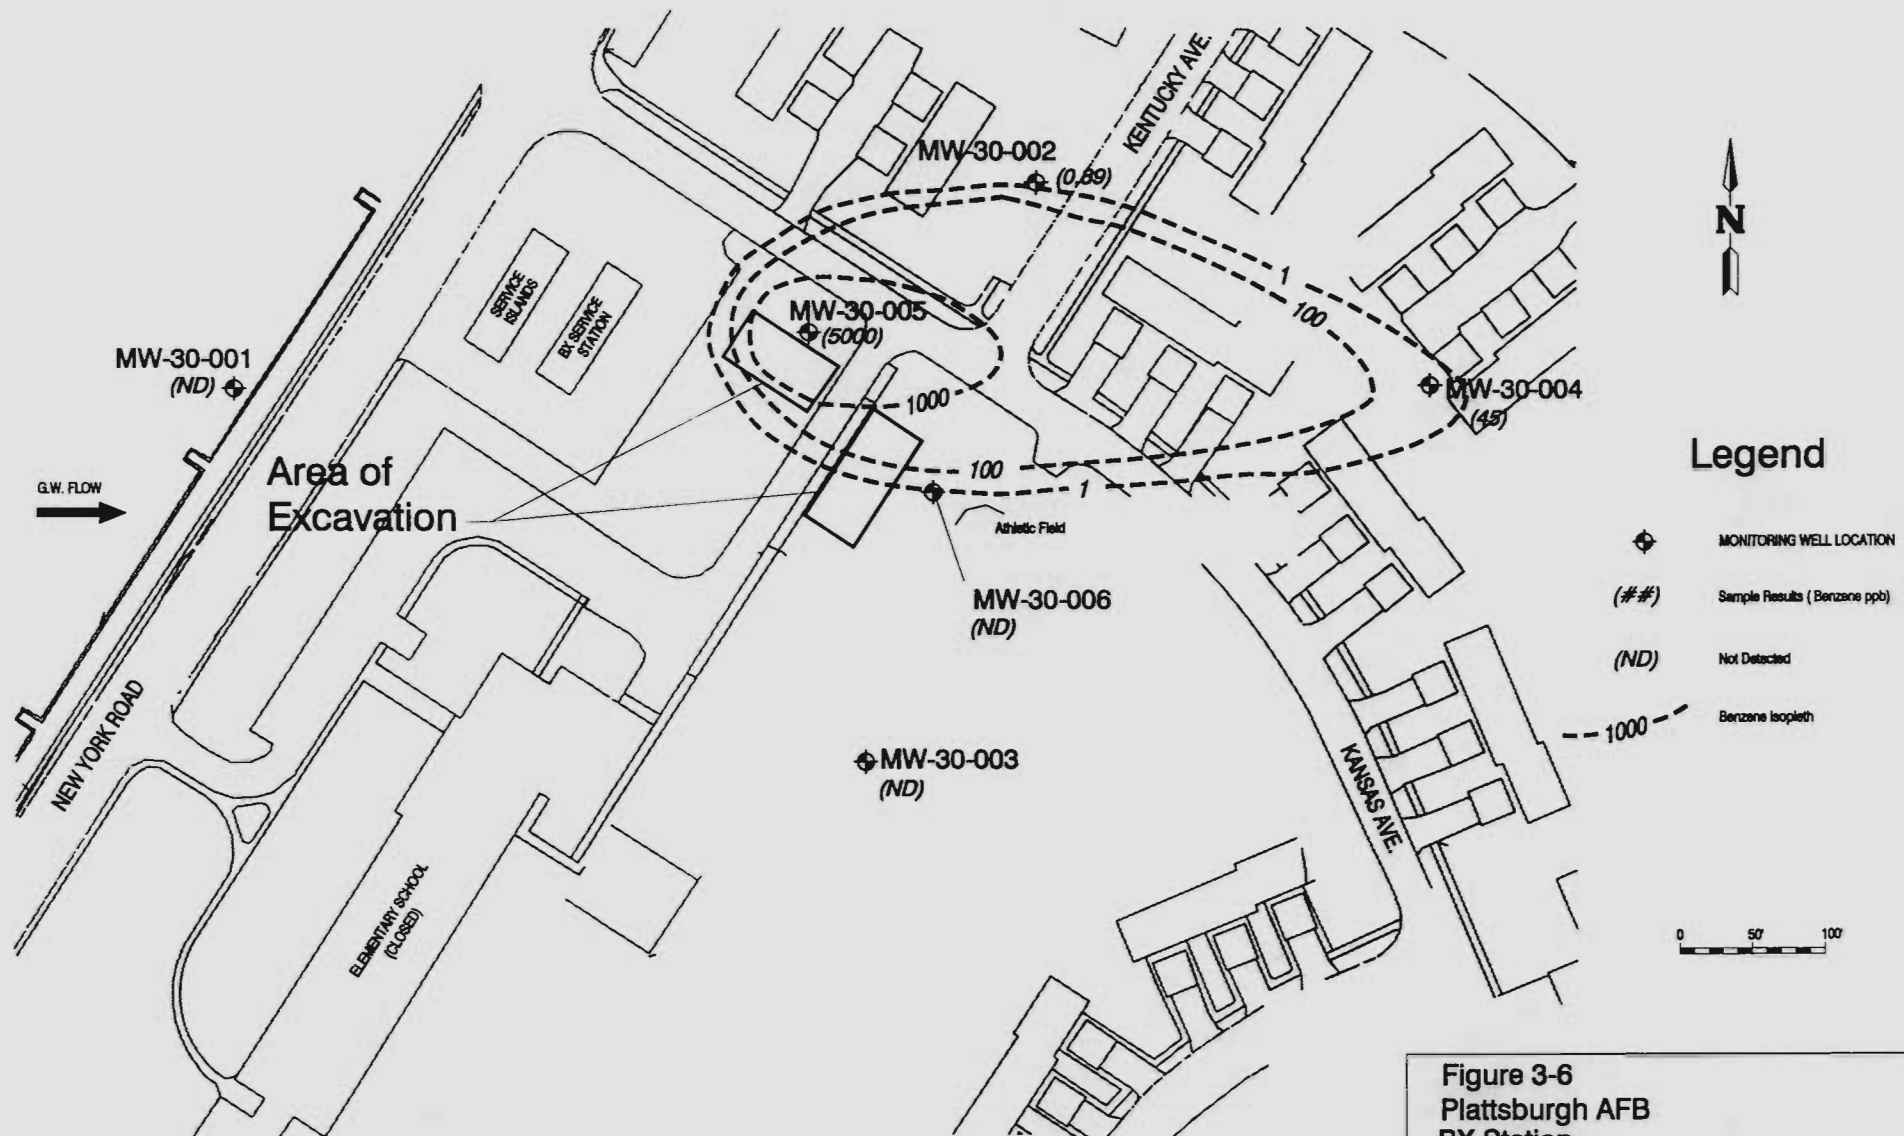 KENTUCKY AVE.
MW-30-002
(0.89)
N
SERVICE
ISLANDS
BX SERVICE
STATION
MW-30-005
(5000)
1
100
MW-30-001
(ND)
MW-30-004
(45)
1000
Legend
100
1
G.W. FLOW
Area of
Excavation
Athletic Field
MONITORING WELL LOCATION
(##)
Sample Results ( Benzene ppb)
MW-30-006
(ND)
(ND)
Not Detected
1000
Benzene Isopleth
NEW YORK ROAD
MW-30-003
(ND)
KANSAS AVE.
ELEMENTARY SCHOOL
(CLOSED)
0 50' 100'
Figure 3-6
Plattsburgh AFB
BX Station